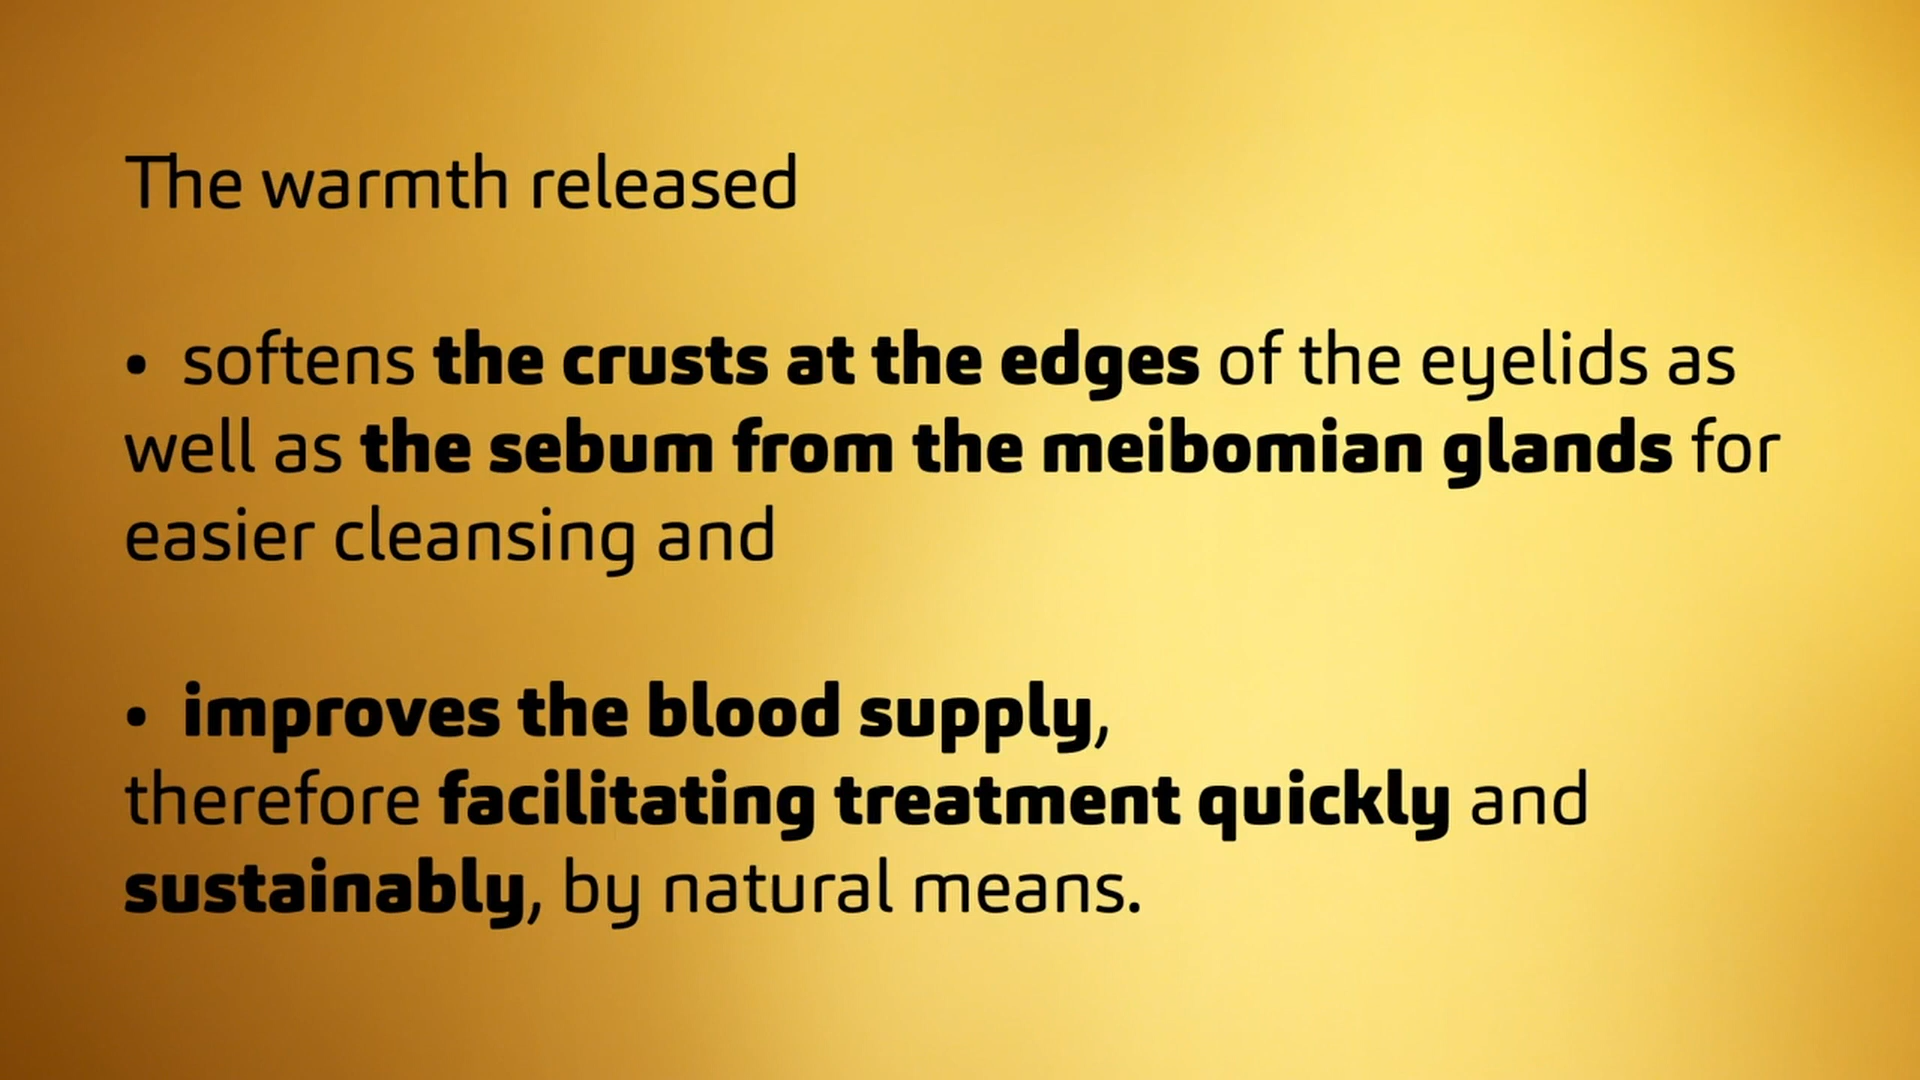 The warmth released
• softens the crusts at the edges of the eyelids as
well as the sebum from the meibomian glands for
easier cleansing and
• improves the blood supply,
therefore facilitating treatment quickly and
sustainably, by natural means.